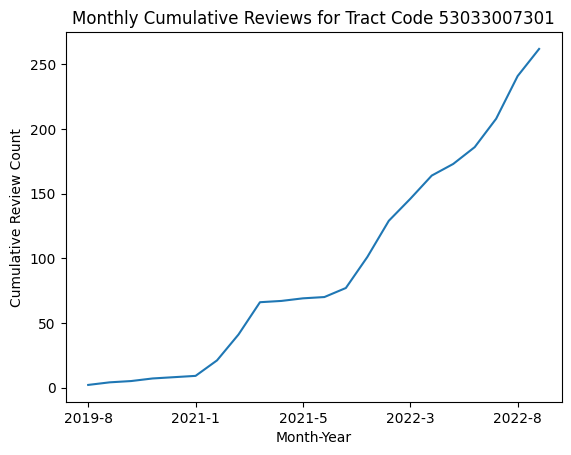 Monthly Cumulative Reviews for Tract Code 53033007301
Cumulative Review Count
250
200
150
100
50
0
2019-8 2021-1 2021-5 2022-3 2022-8
Month-Year